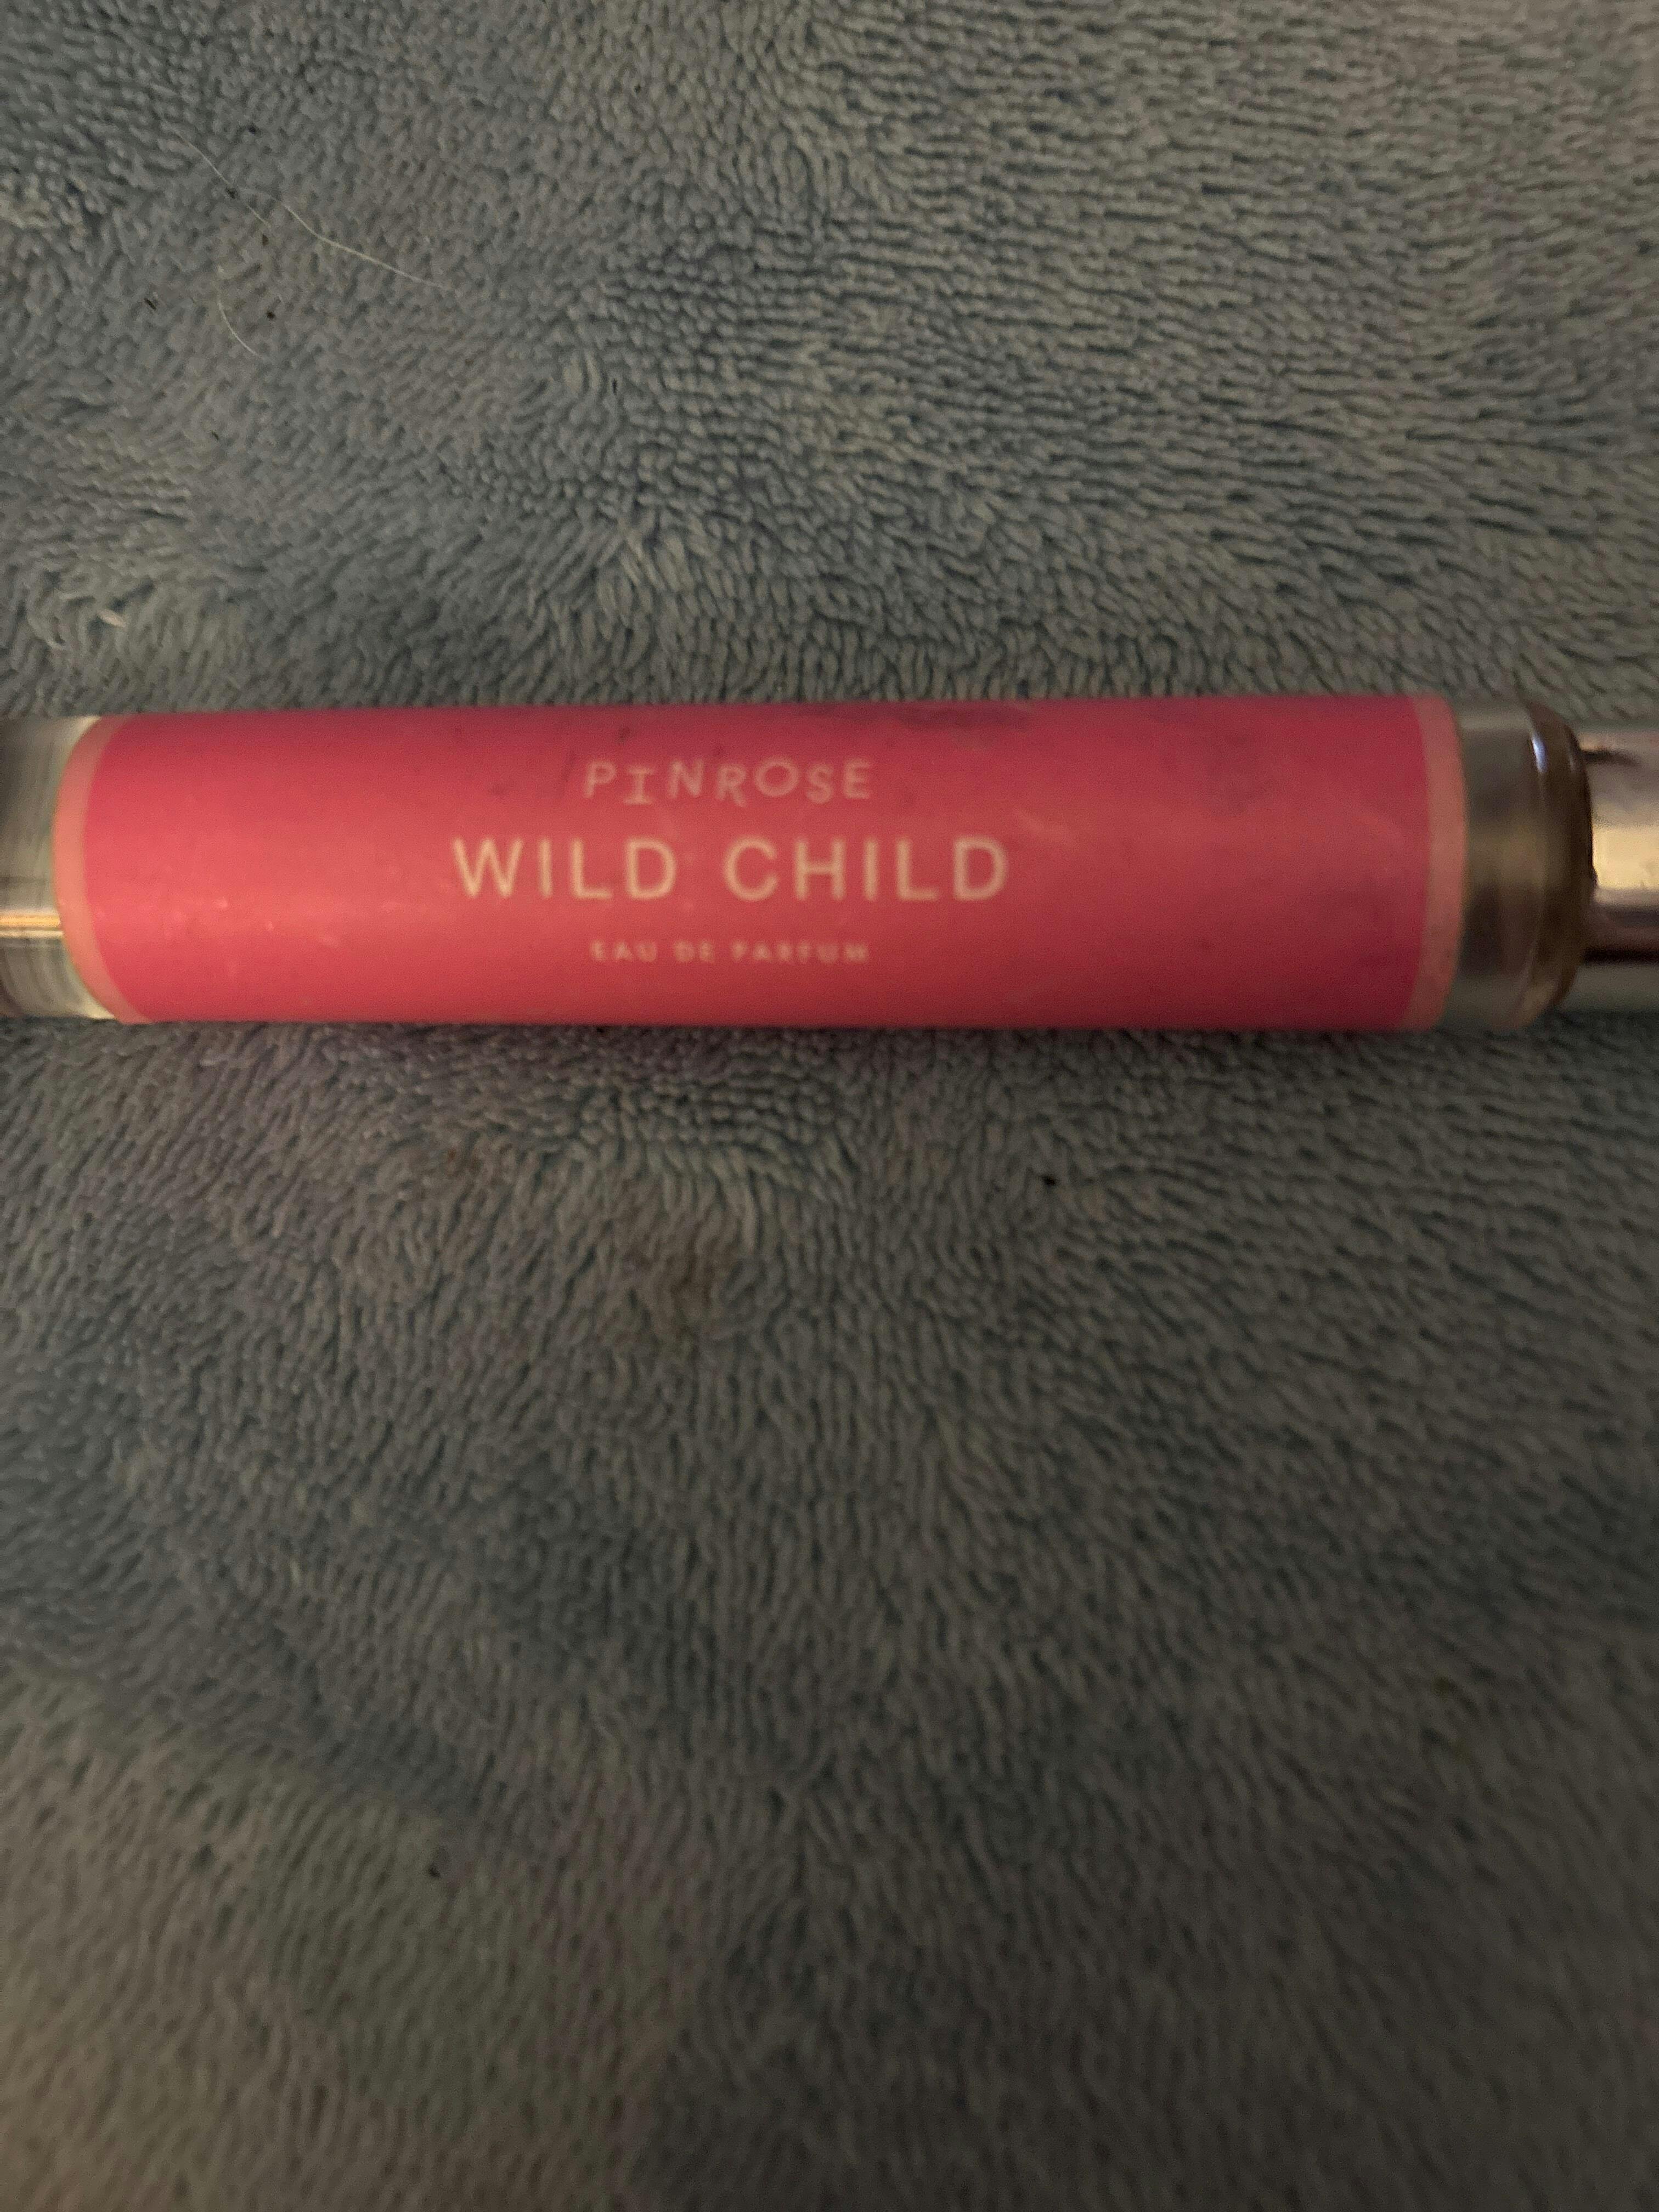 PINROSE
WILD CHILD
EAU DE PARFUM